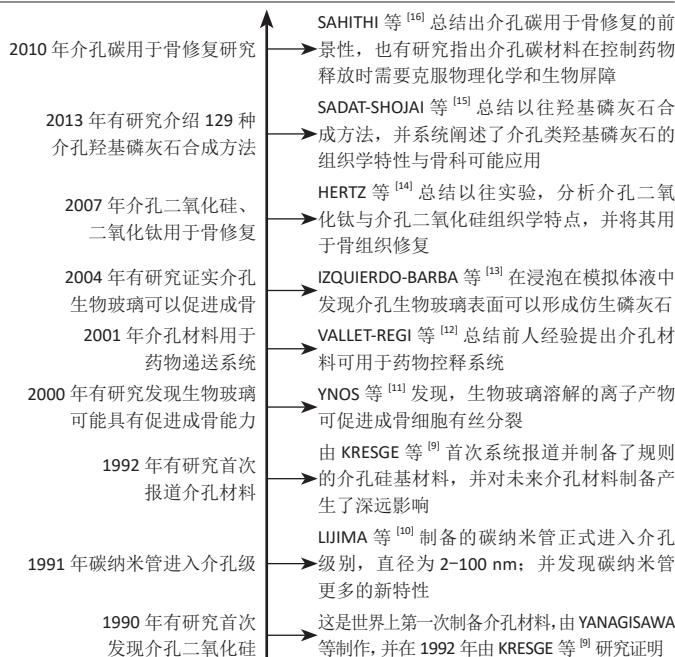 2010 年介孔碳用于骨修复研究
SAHITHI 等 [16] 总结出介孔碳用于骨修复的前
景性，也有研究指出介孔碳材料在控制药物
释放时需要克服物理化学和生物屏障
2013 年有研究介绍 129 种
介孔羟基磷灰石合成方法
SADAT-SHOJAI 等 [15] 总结以往羟基磷灰石合
成方法，并系统阐述了介孔类羟基磷灰石的
组织学特性与骨科可能应用
2007 年介孔二氧化硅、
二氧化钛用于骨修复
HERTZ 等 [14] 总结以往实验，分析介孔二氧
化钛与介孔二氧化硅组织学特点，并将其用
于骨组织修复
2004 年有研究证实介孔
生物玻璃可以促进成骨
IZQUIERDO-BARBA 等 [13] 在浸泡在模拟体液中
发现介孔生物玻璃表面可以形成仿生磷灰石
2001 年介孔材料用于
药物递送系统
VALLET-REGI 等 [12] 总结前人经验提出介孔材
料可用于药物控释系统
2000 年有研究发现生物玻璃
可能具有促进成骨能力
YNOS 等 [11] 发现，生物玻璃溶解的离子产物
可促进成骨细胞有丝分裂
1992 年有研究首次
报道介孔材料
由 KRESGE 等 [9] 首次系统报道并制备了规则
的介孔硅基材料，并对未来介孔材料制备产
生了深远影响
1991 年碳纳米管进入介孔级
LIJIMA 等 [10] 制备的碳纳米管正式进入介孔
级别，直径为 2-100 nm；并发现碳纳米管
更多的新特性
1990 年有研究首次
发现介孔二氧化硅
这是世界上第一次制备介孔材料，由 YANAGISAWA
等制作，并在 1992 年由 KRESGE 等 [9] 研究证明